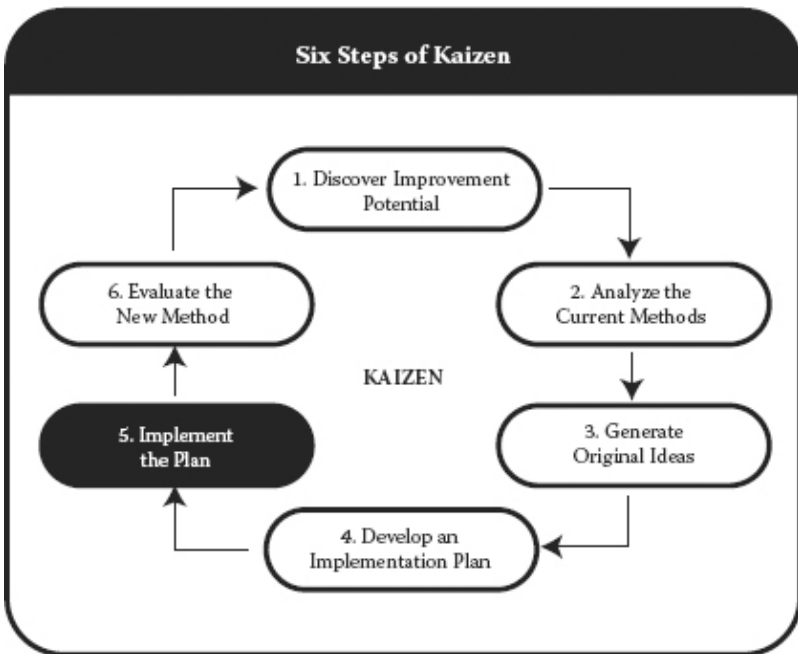 Six Steps of Kaizen
1. Discover Improvement
Potential
2. Analyze the
Current Methods
3. Generate
Original Ideas
4. Develop an
Implementation Plan
5. Implement
the Plan
6. Evaluate the
New Method
KAIZEN